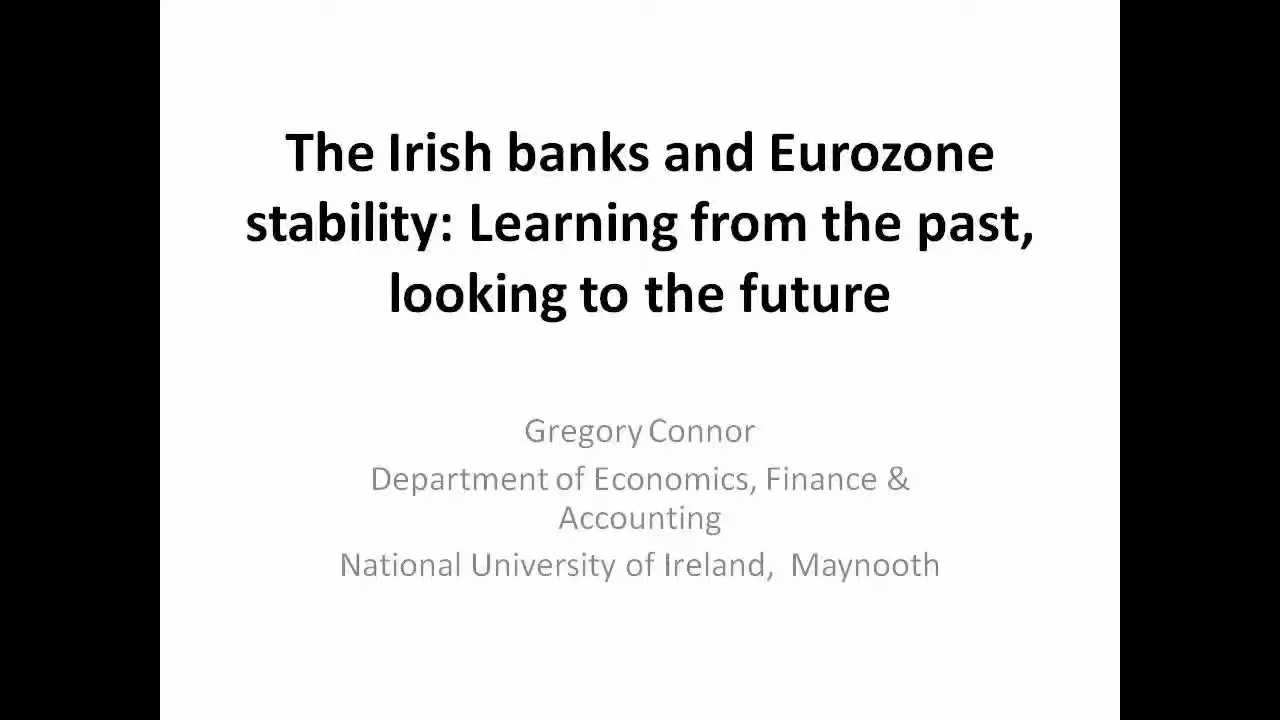 The Irish banks and Eurozone
stability: Learning from the past,
looking to the future
Gregory Connor
Department of Economics, Finance &
Accounting
National University of Ireland,  Maynooth